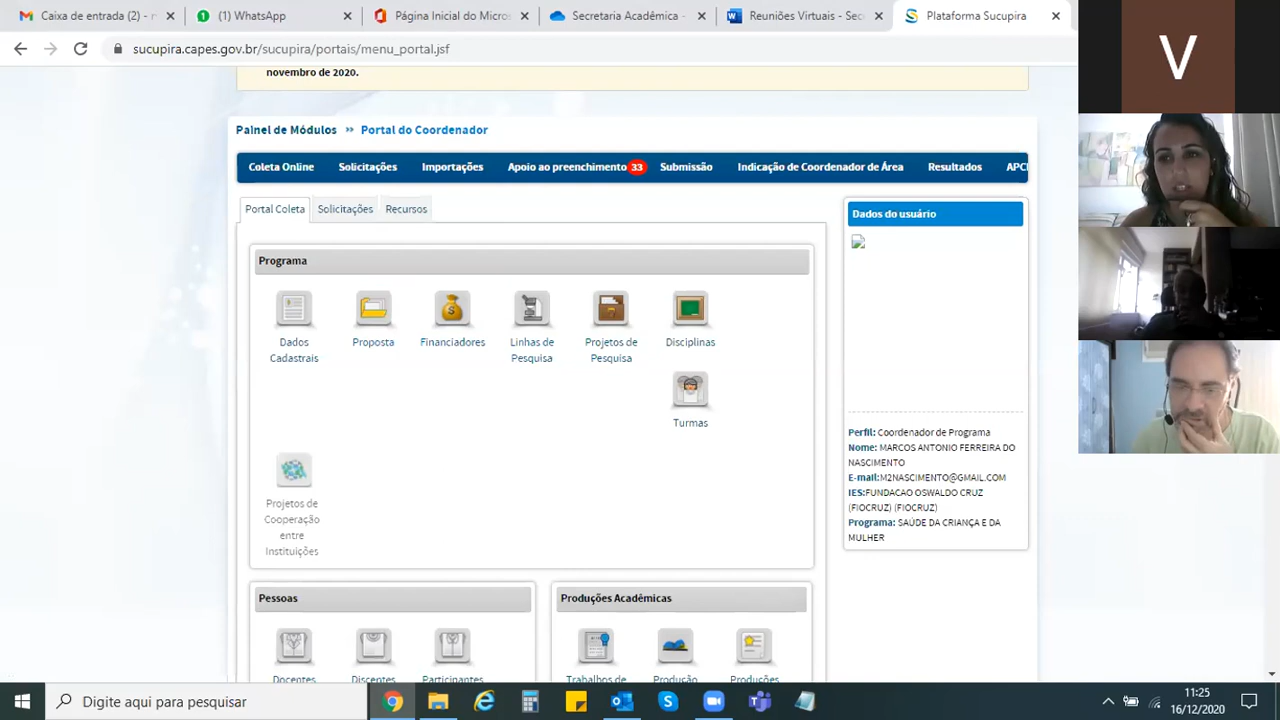 Caixa de entrada (2) -
(1) WhatsApp
Página Inicial do Micros
Secretaria Acadêmica -
Reuniões Virtuais - Sec
Plataforma Sucupira
sucupira.capes.gov.br/sucupira/portais/menu_portal.jsf
novembro de 2020.
Painel de Módulos » Portal do Coordenador
Coleta Online
Solicitações
Importações
Apoio ao preenchimento 33
Submissão
Indicação de Coordenador de Área
Resultados
Portal Coleta
Solicitações
Recursos
Programa
Dados
Cadastrais
Proposta
Financiadores
Linhas de
Pesquisa
Projetos de
Pesquisa
Disciplinas
Turmas
Projetos de
Cooperação
entre
Instituições
Pessoas
Docentes
Discentes
Participantes
Produções Acadêmicas
Trabalhos de
Produção
Produções
Dados do usuário
Perfil: Coordenador de Programa
Nome: MARCOS ANTONIO FERREIRA DO
NASCIMENTO
E-mail:M2NASCIMENTO@GMAIL.COM
IES:FUNDACAO OSWALDO CRUZ
(FIOCRUZ) (FIOCRUZ)
Programa: SAÚDE DA CRIANÇA E DA
MULHER
V
Digite aqui para pesquisar
11:25
16/12/2020